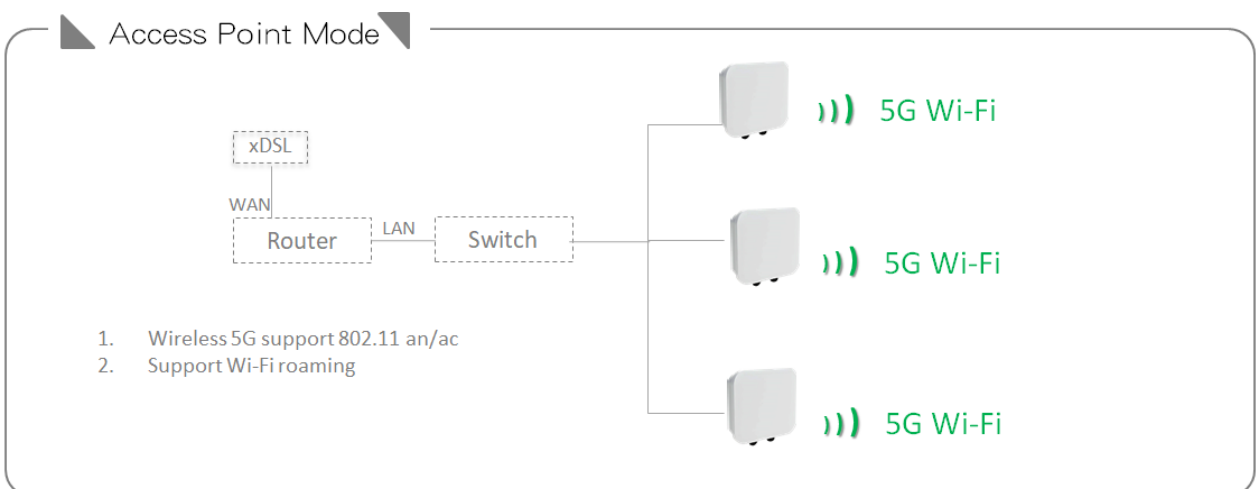 Access Point Mode
5G Wi-Fi
xDSL
WAN
Router
LAN
Switch
5G Wi-Fi
1. Wireless 5G support 802.11 an/ac
2. Support Wi-Fi roaming
5G Wi-Fi